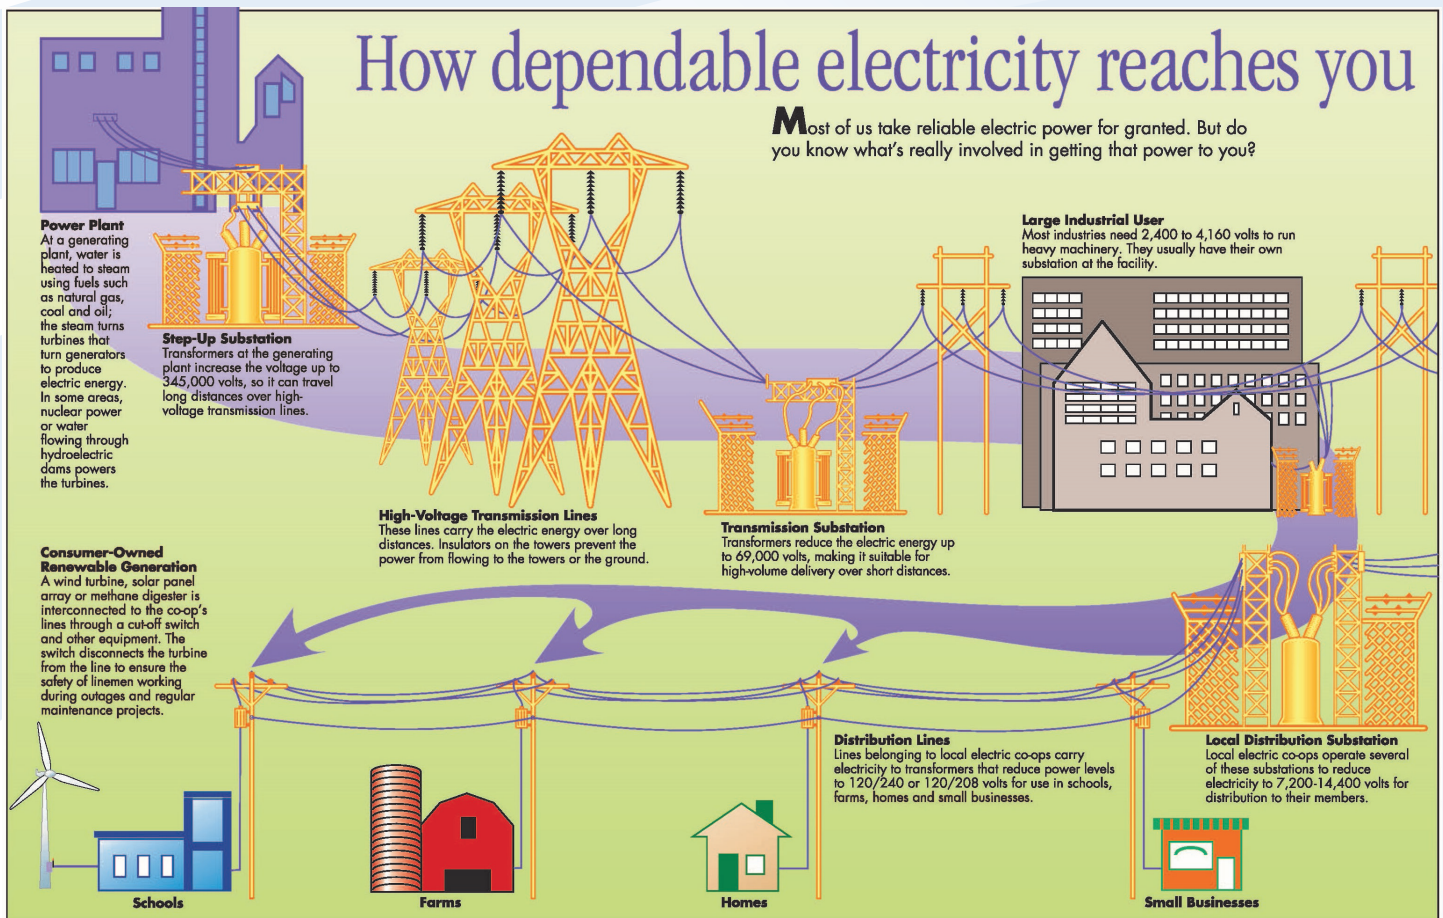 How dependable electricity reaches you
Most of us take reliable electric power for granted. But do
you know what's really involved in getting that power to you?
Power Plant
At a generating
plant, water is
heated to steam
using fuels such
as natural gas,
coal and oil;
the steam turns
turbines that
turn generators
to produce
electric energy.
In some areas,
nuclear power
or water
flowing through
hydroelectric
dams powers
the turbines.
Step-Up Substation
Transformers at the generating
plant increase the voltage up to
345,000 volts, so it can travel
long distances over high-
voltage transmission lines.
High-Voltage Transmission Lines
These lines carry the electric energy over long
distances. Insulators on the towers prevent the
power from flowing to the towers or the ground.
Transmission Substation
Transformers reduce the electric energy up
to 69,000 volts, making it suitable for
high-volume delivery over short distances.
Large Industrial User
Most industries need 2,400 to 4,160 volts to run
heavy machinery. They usually have their own
substation at the facility.
Consumer-Owned
Renewable Generation
A wind turbine, solar panel
array or methane digester is
interconnected to the co-op's
lines through a cut-off switch
and other equipment. The
switch disconnects the turbine
from the line to ensure the
safety of linemen working
during outages and regular
maintenance projects.
Distribution Lines
Lines belonging to local electric co-ops carry
electricity to transformers that reduce power levels
to 120/240 or 120/208 volts for use in schools,
farms, homes and small businesses.
Local Distribution Substation
Local electric co-ops operate several
of these substations to reduce
electricity to 7,200-14,400 volts for
distribution to their members.
Schools
Farms
Homes
Small Businesses